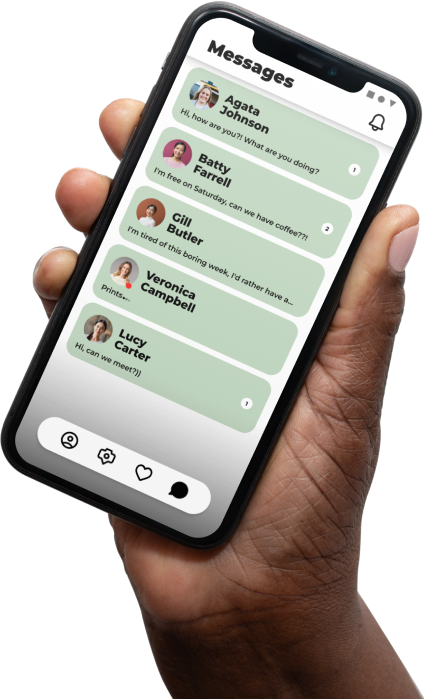 Messages
Agata
Johnson
Hi, how are you?! What are you doing?
1
Batty
Farrell
I'm free on Saturday, can we have coffee??!
2
Gill
Butler
I'm tired of this boring week, I'd rather have a...
Veronica
Campbell
Prints...
Lucy
Carter
Hi, can we meet?))
1